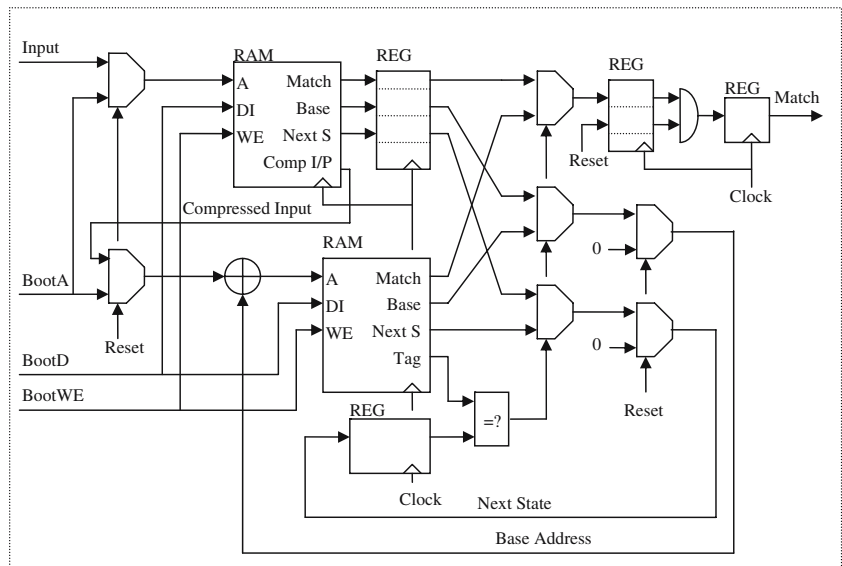 Input
RAM
REG
A
DI
WE
Match
Base
Next S
Comp I/P
REG
REG
Match
Reset
Clock
Compressed Input
RAM
BootA
A
DI
WE
Match
Base
Next S
Tag
0
0
Reset
BootD
BootWE
REG
=?
Reset
Clock
Next State
Base Address